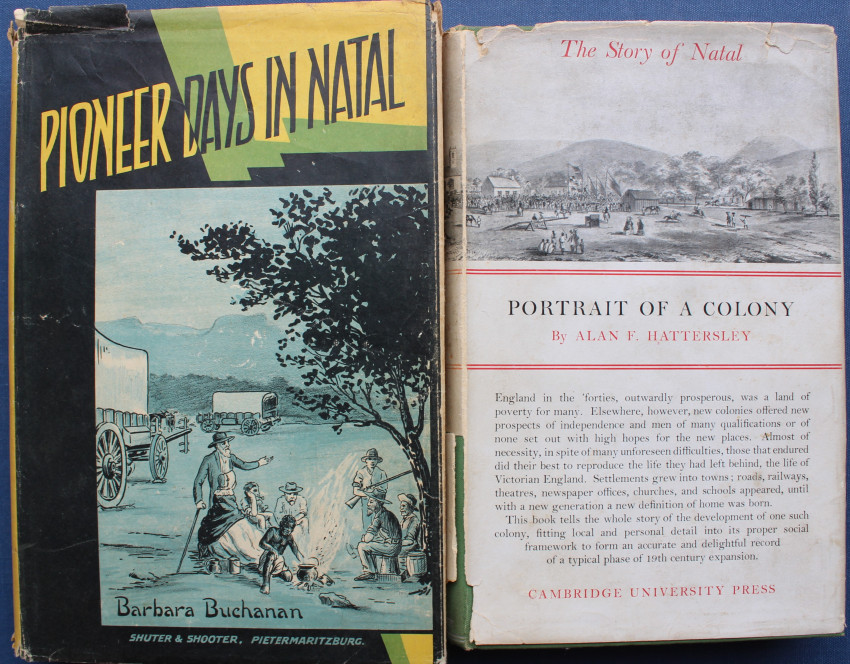 PIONEER DAYS IN NATAL
Barbara Buchanan
SHUTER & SHOOTER, PIETERMARITZBURG.
The Story of Natal
PORTRAIT OF A COLONY
By ALAN F. HATTERSLEY
England in the 'forties, outwardly prosperous, was a land of
poverty for many. Elsewhere, however, new colonies offered new
prospects of independence and men of many qualifications or of
none set out with high hopes for the new places. Almost of
necessity, in spite of many unforeseen difficulties, those that endured
did their best to reproduce the life they had left behind, the life of
Victorian England. Settlements grew into towns; roads, railways,
theatres, newspaper offices, churches, and schools appeared, until
with a new generation a new definition of home was born.
This book tells the whole story of the development of one such
colony, fitting local and personal detail into its proper social
framework to form an accurate and delightful record
of a typical phase of 19th century expansion.
CAMBRIDGE UNIVERSITY PRESS